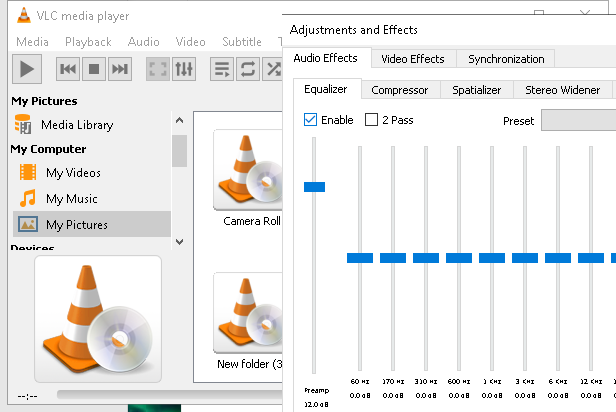 VLC media player
Media Playback Audio Video Subtitle
My Pictures
Media Library
My Computer
My Videos
My Music
My Pictures
Devices
Camera Roll
New folder (3
--:--
Adjustments and Effects
Audio Effects Video Effects Synchronization
Equalizer Compressor Spatializer Stereo Widener
Enable 2 Pass Preset
60 Hz 170 Hz 310 Hz 600 Hz 1 KHz 3 KHz 6 KHz 12 KHz
Preamp 0.0 dB 0.0 dB 0.0 dB 0.0 dB 0.0 dB 0.0 dB 0.0 dB 0.0 dB
12.0 dB